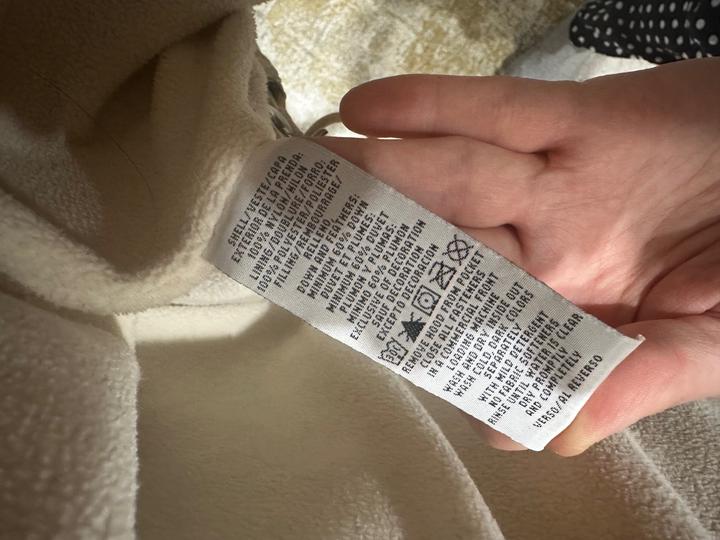 SHELL/VESTE/CAPA
EXTERIOR DE LA PRENDA:
100% NYLON/NILON
LINING/DOUBLURE/FORRO:
100% POLYESTER/POLIESTER
FILLING/REMBOURRAGE/
RELLENO:
DOWN AND FEATHERS:
MINIMUM 60% DOWN
DUVET ET PLUMES:
MINIMUM 60% DUVET
PLUMON Y PLUMAS:
MINIMO 60% PLUMON
EXCLUSIVE OF DECORATION
SAUF DECORATION
EXCEPTO DECORACION
30
REMOVE HOOD FROM JACKET
CLOSE ALL FASTENERS
IN A COMMERCIAL FRONT
LOADING MACHINE
WASH AND DRY INSIDE OUT
WASH COLD, DARK COLORS
SEPARATELY
WITH MILD DETERGENT
NO FABRIC SOFTENERS
RINSE UNTIL WATER IS CLEAR
DRY PROMPTLY
AND COMPLETELY
VERSO/AL REVERSO